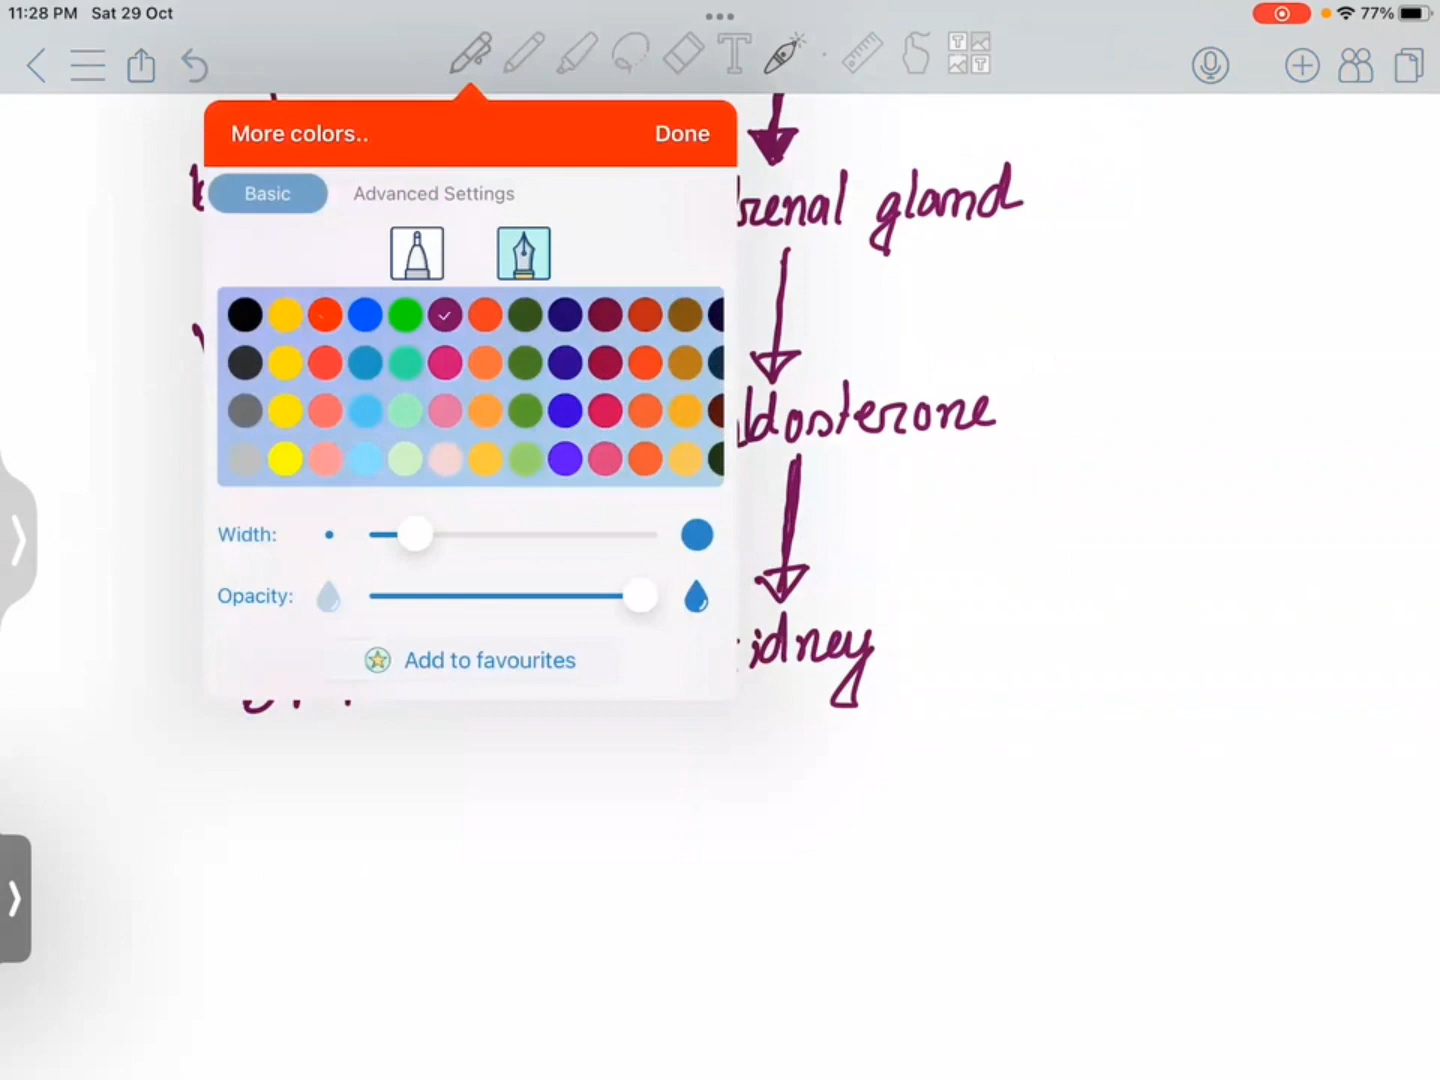 11:28 PM Sat 29 Oct
77%
More colors.. Done
Basic Advanced Settings
renal gland
ldosterone
Width:
Opacity:
idney
Add to favourites